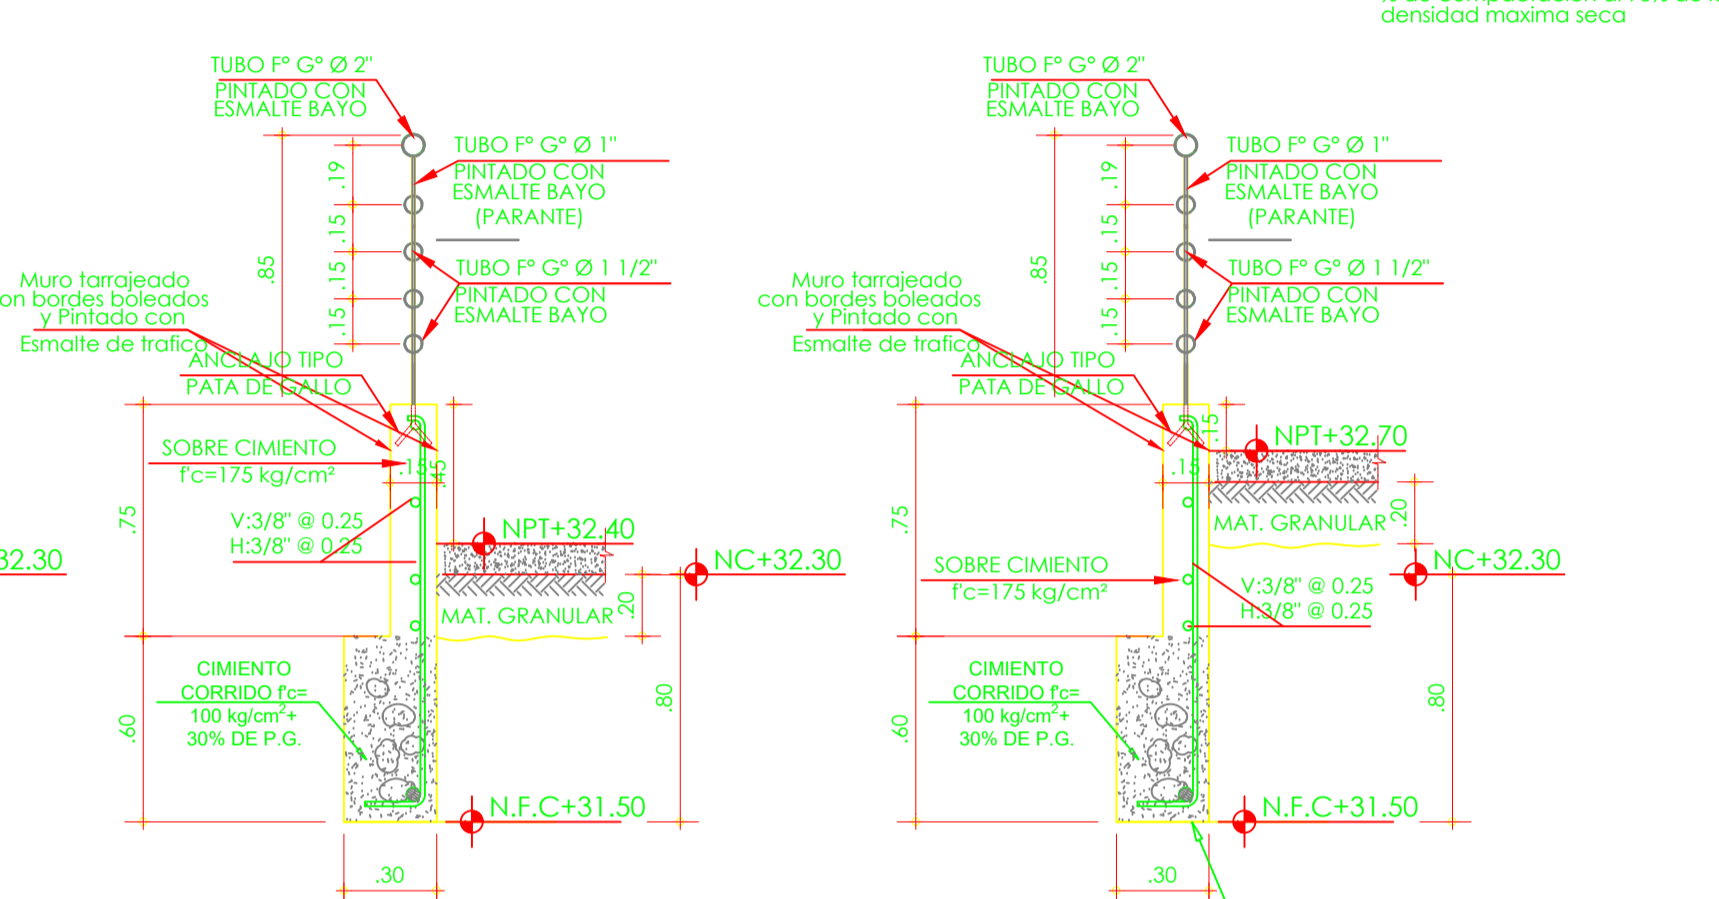 densidad maxima seca
TUBO F° G° Ø 2"
PINTADO CON
ESMALTE BAYO
TUBO F° G° Ø 1"
PINTADO CON
ESMALTE BAYO
(PARANTE)
TUBO F° G° Ø 1 1/2"
PINTADO CON
ESMALTE BAYO
.19
.15
.15
.15
.85
Muro tarrajeado
on bordes boleados
y Pintado con
Esmalte de trafico
ANCLAJO TIPO
PATA DE GALLO
SOBRE CIMIENTO
f'c=175 kg/cm²
.15
V:3/8" @ 0.25
H:3/8" @ 0.25
.75
NPT+32.40
32.30
NC+32.30
MAT. GRANULAR
.20
CIMIENTO
CORRIDO f'c=
100 kg/cm²+
30% DE P.G.
.60
.80
N.F.C+31.50
.30
TUBO F° G° Ø 2"
PINTADO CON
ESMALTE BAYO
TUBO F° G° Ø 1"
PINTADO CON
ESMALTE BAYO
(PARANTE)
TUBO F° G° Ø 1 1/2"
PINTADO CON
ESMALTE BAYO
.19
.15
.15
.15
.85
Muro tarrajeado
con bordes boleados
y Pintado con
Esmalte de trafico
ANCLAJO TIPO
PATA DE GALLO
.15
.15
NPT+32.70
MAT. GRANULAR
.20
.75
NC+32.30
SOBRE CIMIENTO
f'c=175 kg/cm²
V:3/8" @ 0.25
H:3/8" @ 0.25
CIMIENTO
CORRIDO f'c=
100 kg/cm²+
30% DE P.G.
.60
.80
N.F.C+31.50
.30